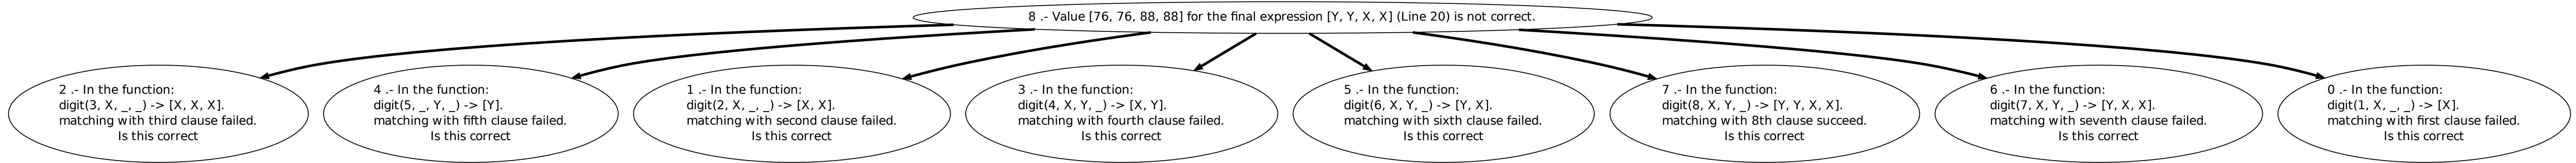 8 .- Value [76, 76, 88, 88] for the final expression [Y, Y, X, X] (Line 20) is not correct.
2 .- In the function:
digit(3, X, _, _) -> [X, X, X].
matching with third clause failed.
Is this correct
4 .- In the function:
digit(5, _, Y, _) -> [Y].
matching with fifth clause failed.
Is this correct
1 .- In the function:
digit(2, X, _, _) -> [X, X].
matching with second clause failed.
Is this correct
3 .- In the function:
digit(4, X, Y, _) -> [X, Y].
matching with fourth clause failed.
Is this correct
5 .- In the function:
digit(6, X, Y, _) -> [Y, X].
matching with sixth clause failed.
Is this correct
7 .- In the function:
digit(8, X, Y, _) -> [Y, Y, X, X].
matching with 8th clause succeed.
Is this correct
6 .- In the function:
digit(7, X, Y, _) -> [Y, X, X].
matching with seventh clause failed.
Is this correct
0 .- In the function:
digit(1, X, _, _) -> [X].
matching with first clause failed.
Is this correct